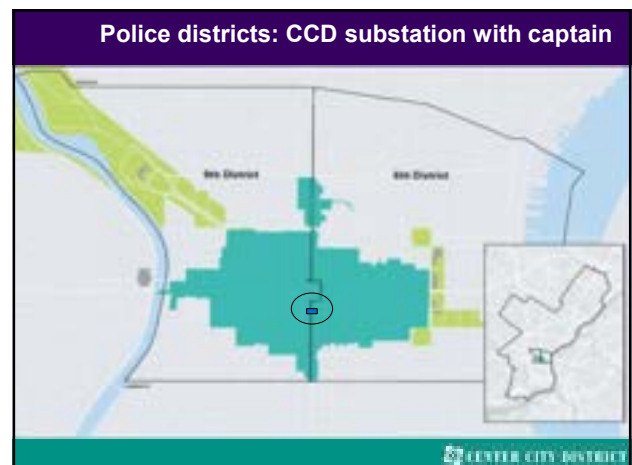 Police districts: CCD substation with captain
9th District
6th District
CENTER CITY DISTRICT